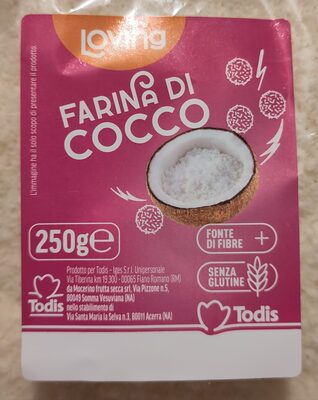 Loving
FARINA DI
COCCO
L'immagine ha il solo scopo di presentare il prodotto.
250g℮
FONTE
DI FIBRE +
SENZA
GLUTINE
Todis
Prodotto per Todis - Iges S.r.l. Unipersonale
Via Tiberina km 19,300 - 00065 Fiano Romano (RM)
da Mocerino frutta secca srl, Via Pizzone n.5,
80049 Somma Vesuviana (NA)
nello stabilimento di
Via Santa Maria la Selva n.3, 80011 Acerra (NA)
Todis